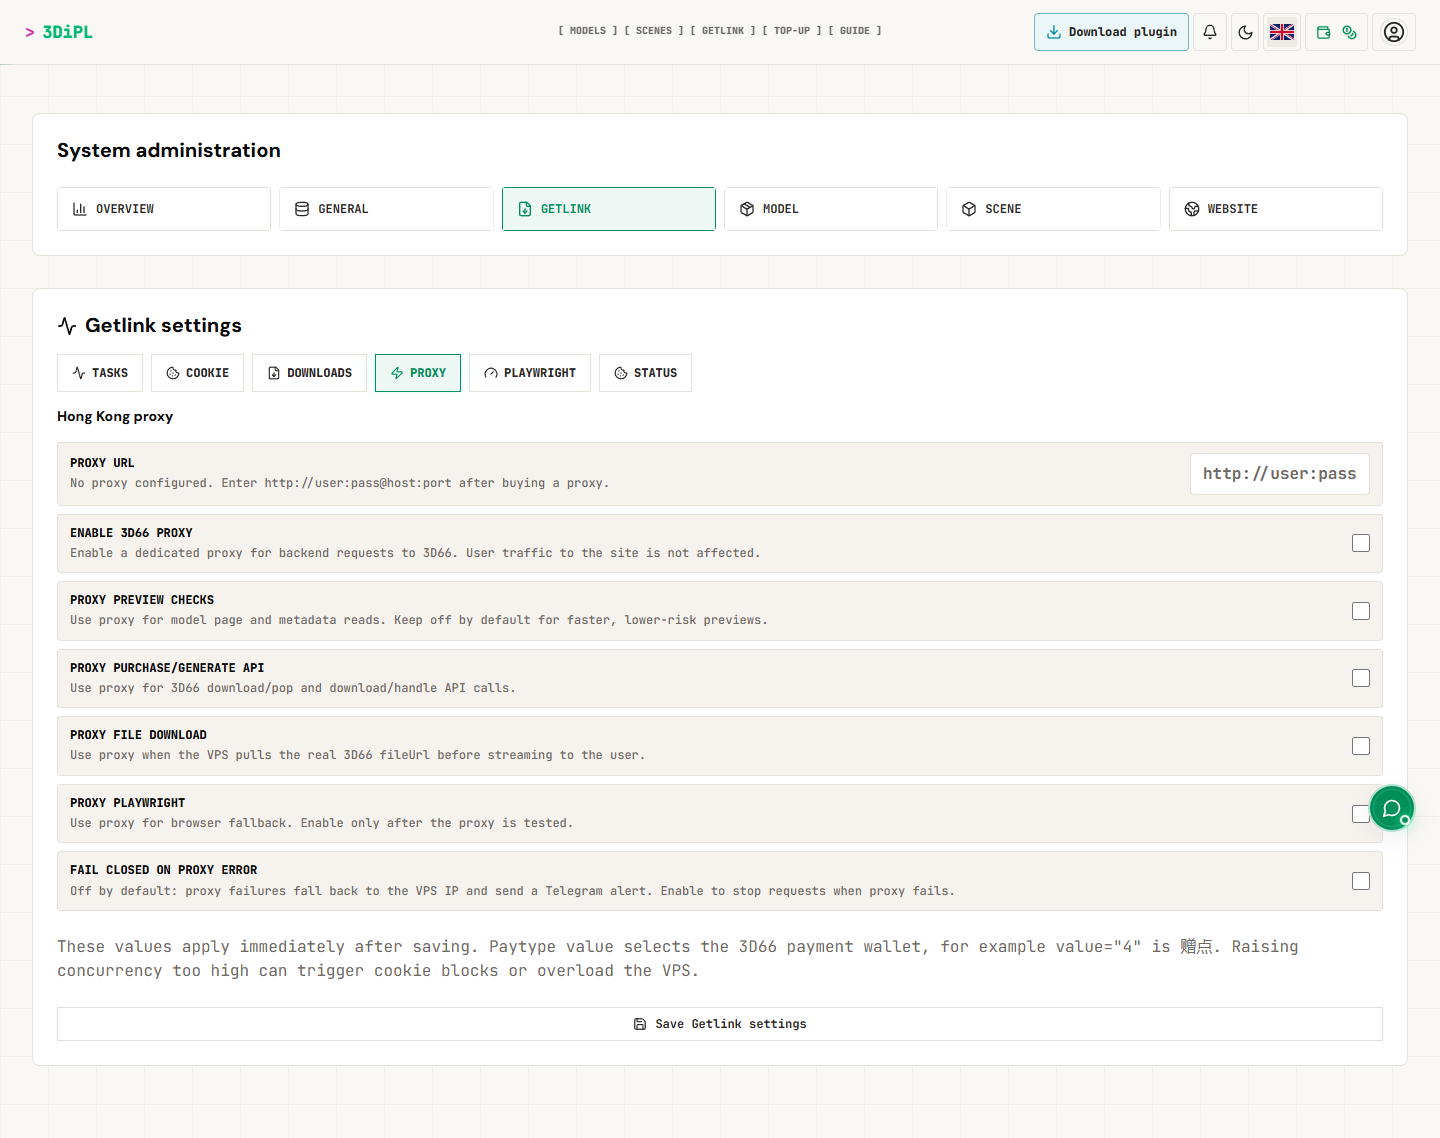 > 3DiPL
[ MODELS ] [ SCENES ] [ GETLINK ] [ TOP-UP ] [ GUIDE ]
Download plugin
System administration
OVERVIEW
GENERAL
GETLINK
MODEL
SCENE
WEBSITE
Getlink settings
TASKS
COOKIE
DOWNLOADS
PROXY
PLAYWRIGHT
STATUS
Hong Kong proxy
PROXY URL
No proxy configured. Enter http://user:pass@host:port after buying a proxy.
http://user:pass
ENABLE 3D66 PROXY
Enable a dedicated proxy for backend requests to 3D66. User traffic to the site is not affected.
PROXY PREVIEW CHECKS
Use proxy for model page and metadata reads. Keep off by default for faster, lower-risk previews.
PROXY PURCHASE/GENERATE API
Use proxy for 3D66 download/pop and download/handle API calls.
PROXY FILE DOWNLOAD
Use proxy when the VPS pulls the real 3D66 fileUrl before streaming to the user.
PROXY PLAYWRIGHT
Use proxy for browser fallback. Enable only after the proxy is tested.
FAIL CLOSED ON PROXY ERROR
Off by default: proxy failures fall back to the VPS IP and send a Telegram alert. Enable to stop requests when proxy fails.
These values apply immediately after saving. Paytype value selects the 3D66 payment wallet, for example value="4" is 赠点. Raising
concurrency too high can trigger cookie blocks or overload the VPS.
Save Getlink settings